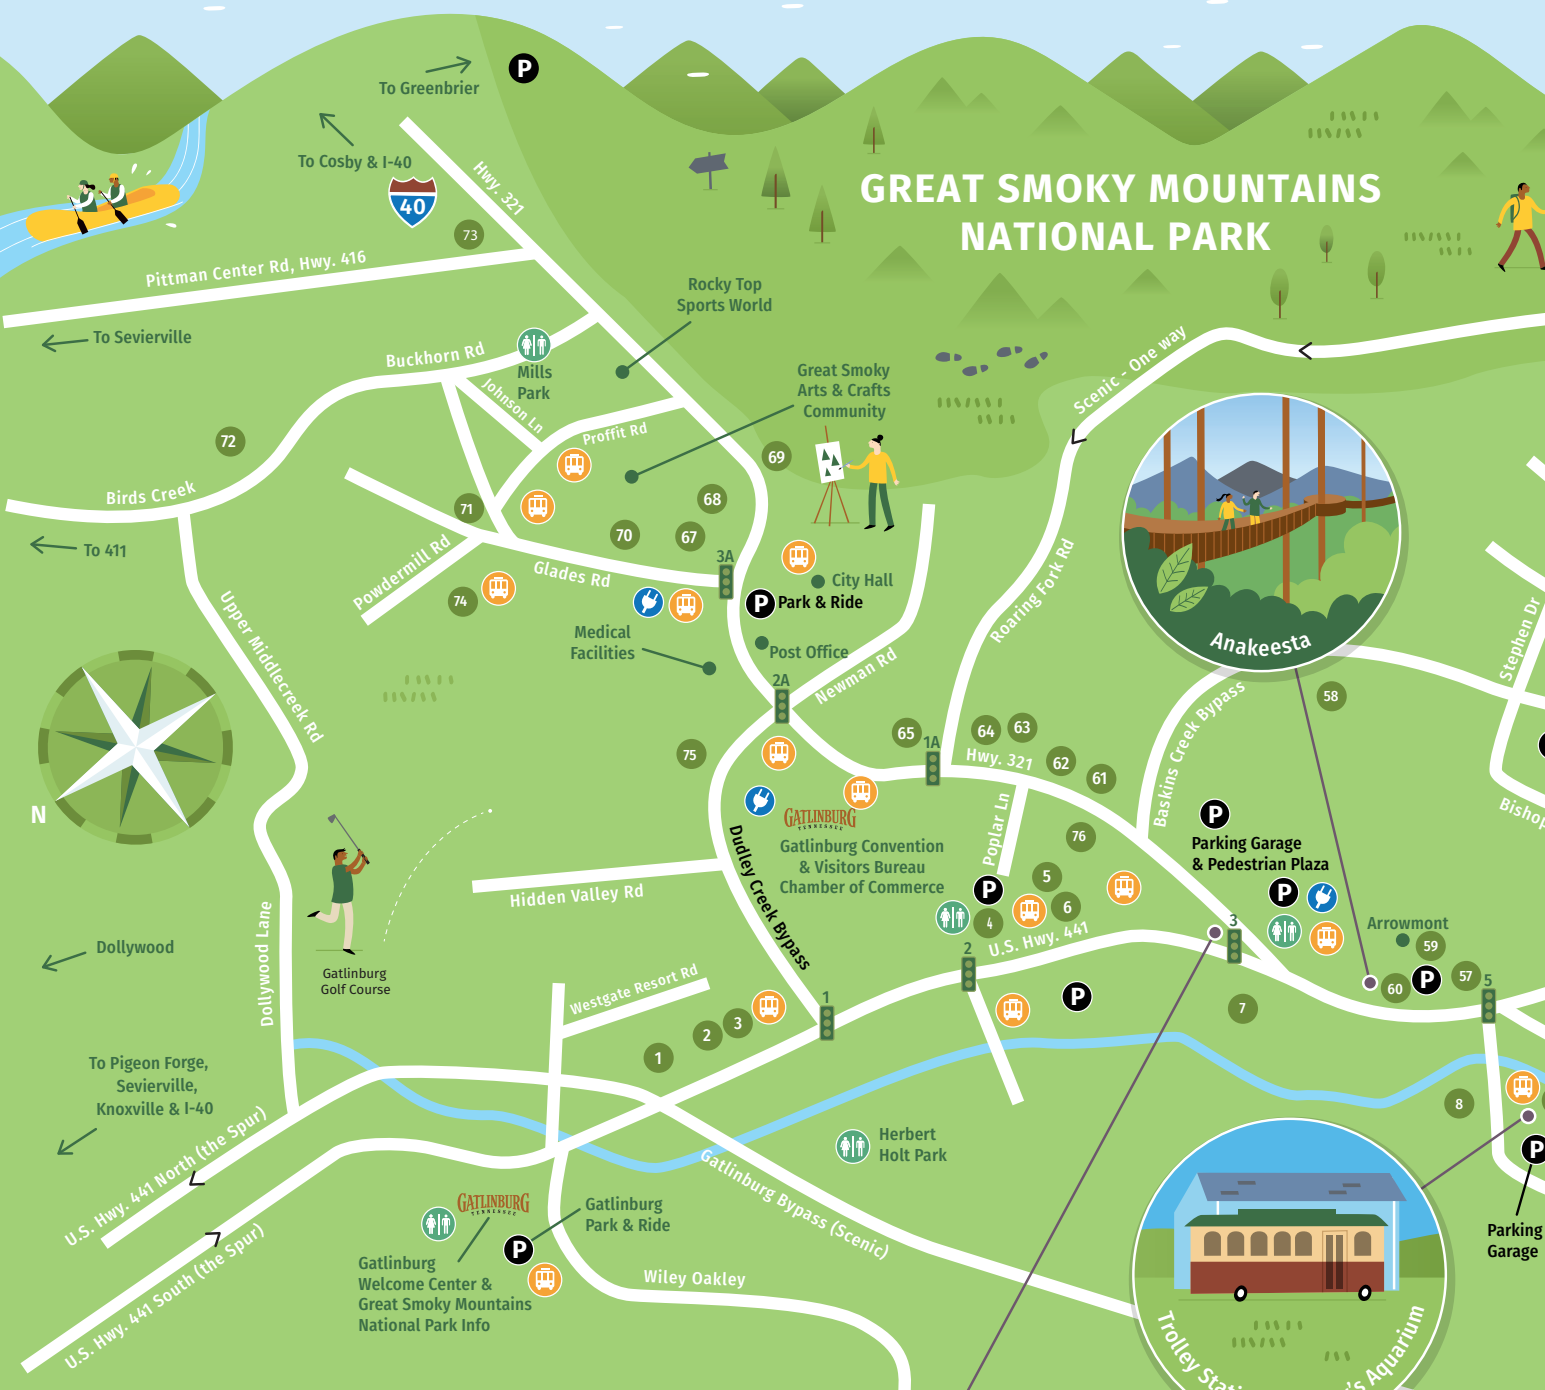 To Greenbrier
P
To Cosby & I-40
40
Hwy. 321
73
GREAT SMOKY MOUNTAINS
NATIONAL PARK
Pittman Center Rd, Hwy. 416
To Sevierville
Rocky Top
Sports World
Buckhorn Rd
Mills
Park
Johnson Ln
Proffit Rd
Great Smoky
Arts & Crafts
Community
Scenic - One way
72
69
Birds Creek
To 411
71
68
70
67
Powdermill Rd
Glades Rd
3A
City Hall
P
Park & Ride
74
Medical
Facilities
Post Office
2A
Newman Rd
Roaring Fork Rd
Anakeesta
Stephen Dr
58
Upper Middlecreek Rd
N
75
65
1A
64
63
Hwy. 321
62
61
Baskins Creek Bypass
Bishop
P
Parking Garage
& Pedestrian Plaza
P
GATLINBURG
TENNESSEE
Gatlinburg Convention
& Visitors Bureau
Chamber of Commerce
Poplar Ln
76
5
6
P
4
Dudley Creek Bypass
Hidden Valley Rd
U.S. Hwy. 441
2
3
Arrowmont
59
60
P
57
5
Dollywood
Dollywood Lane
Gatlinburg
Golf Course
Westgate Resort Rd
1
2
3
1
P
7
8
To Pigeon Forge,
Sevierville,
Knoxville & I-40
U.S. Hwy. 441 North (the Spur)
U.S. Hwy. 441 South (the Spur)
Herbert
Holt Park
Gatlinburg Bypass (Scenic)
GATLINBURG
TENNESSEE
Gatlinburg
Park & Ride
P
Gatlinburg
Welcome Center &
Great Smoky Mountains
National Park Info
Wiley Oakley
P
Parking
Garage
Trolley
's Aquarium